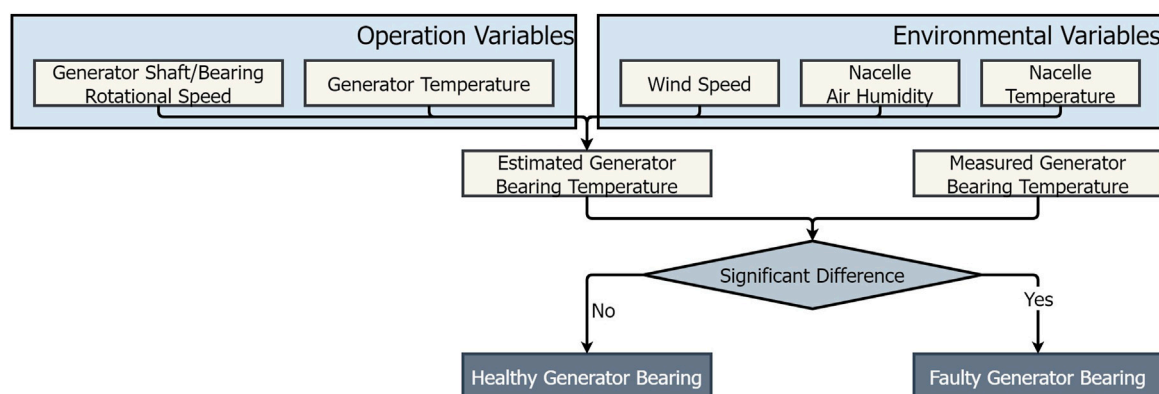 Operation Variables
Environmental Variables
Generator Shaft/Bearing
Rotational Speed
Generator Temperature
Wind Speed
Nacelle
Air Humidity
Nacelle
Temperature
Estimated Generator
Bearing Temperature
Measured Generator
Bearing Temperature
Significant Difference
No
Yes
Healthy Generator Bearing
Faulty Generator Bearing